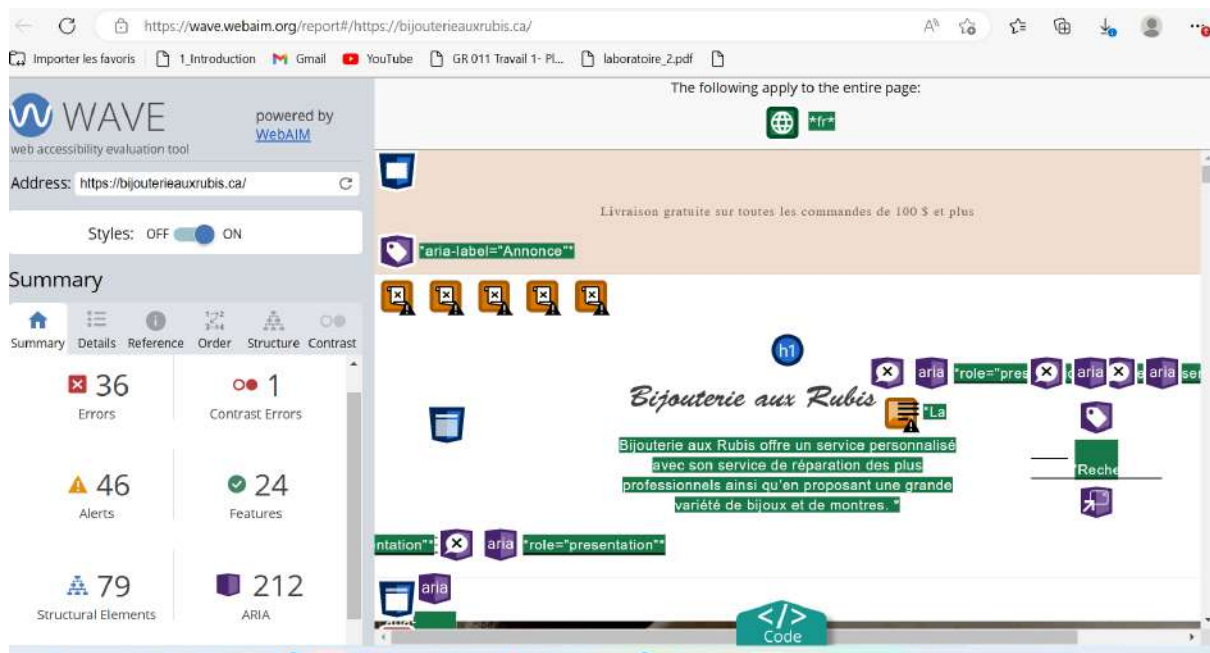 https://wave.webaim.org/report#/https://bijouterieauxrubis.ca/
Importer les favoris 1_Introduction Gmail YouTube GR 011 Travail 1- Pl... laboratoire_2.pdf
WAVE
powered by
WebAIM
web accessibility evaluation tool
Address: https://bijouterieauxrubis.ca/
Styles: OFF ON
Summary
Summary Details Reference Order Structure Contrast
36 Errors
1 Contrast Errors
46 Alerts
24 Features
79 Structural Elements
212 ARIA
The following apply to the entire page:
*fr*
Livraison gratuite sur toutes les commandes de 100 $ et plus
*aria-label="Annonce"*
h1
aria *role="pres aria aria ser
Bijouterie aux Rubis
*La
Bijouterie aux Rubis offre un service personnalisé
avec son service de réparation des plus
professionnels ainsi qu'en proposant une grande
variété de bijoux et de montres. "
*Reche
ntation"* aria *role="presentation"*
aria
</>
Code